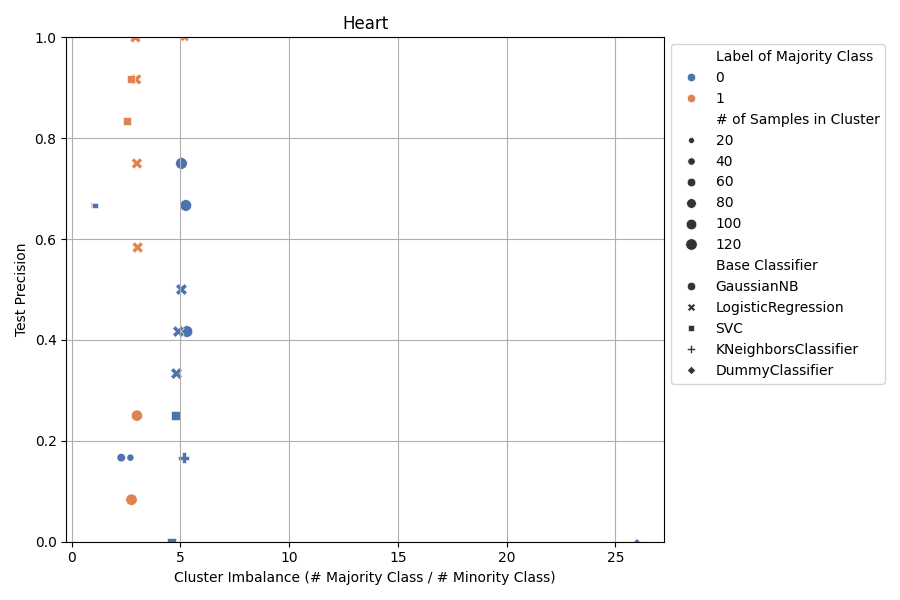 Heart
1.0
0.8
0.6
0.4
0.2
0.0
Test Precision
0
5
10
15
20
25
Cluster Imbalance (# Majority Class / # Minority Class)
Label of Majority Class
0
1
# of Samples in Cluster
20
40
60
80
100
120
Base Classifier
GaussianNB
LogisticRegression
SVC
KNeighborsClassifier
DummyClassifier